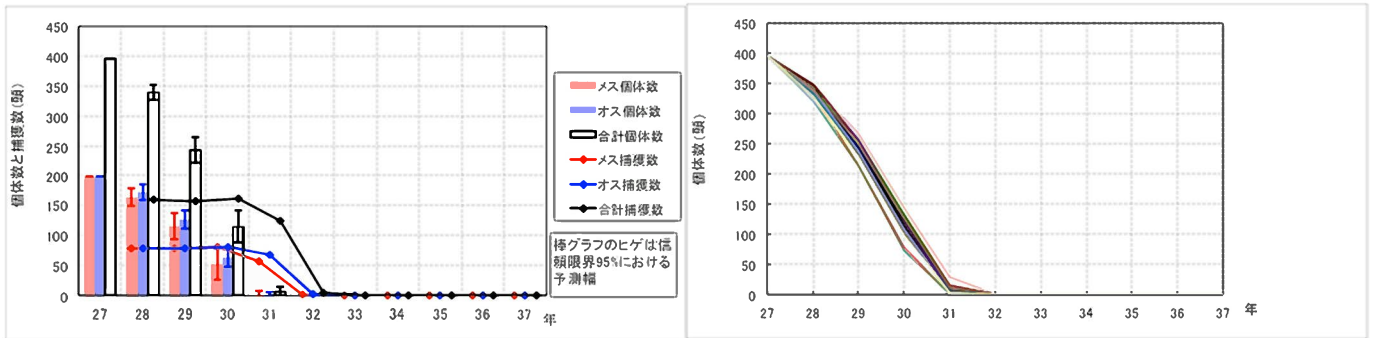 個体数と捕獲数(頭)
450
400
350
300
250
200
150
100
50
0
27 28 29 30 31 32 33 34 35 36 37 年
メス個体数
オス個体数
合計個体数
メス捕獲数
オス捕獲数
合計捕獲数
棒グラフのヒゲは信
頼限界95%における
予測幅
個体数(頭)
450
400
350
300
250
200
150
100
50
0
27 28 29 30 31 32 33 34 35 36 37 年